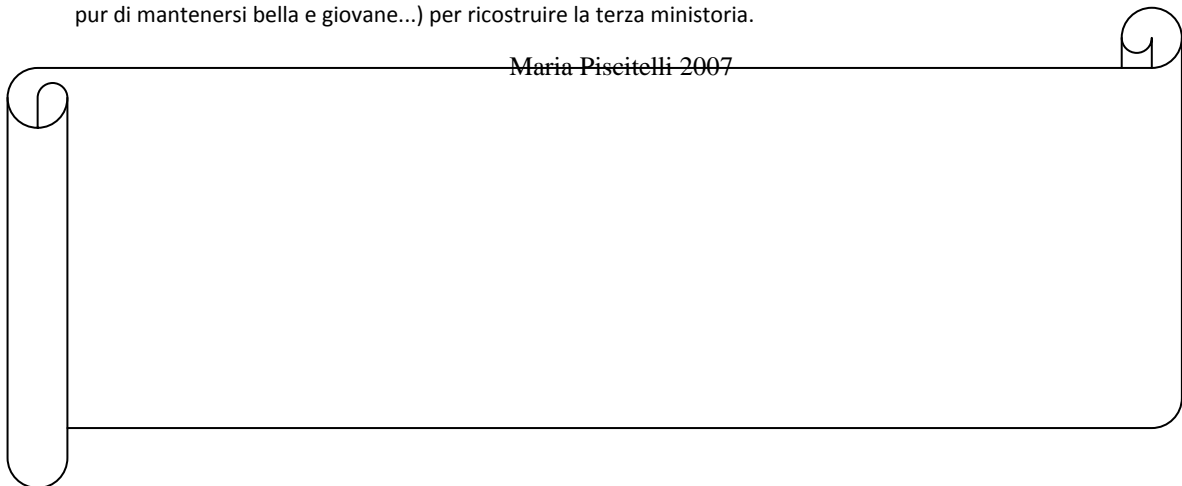 pur di mantenersi bella e giovane...) per ricostruire la terza ministoria.
Maria Piscitelli 2007